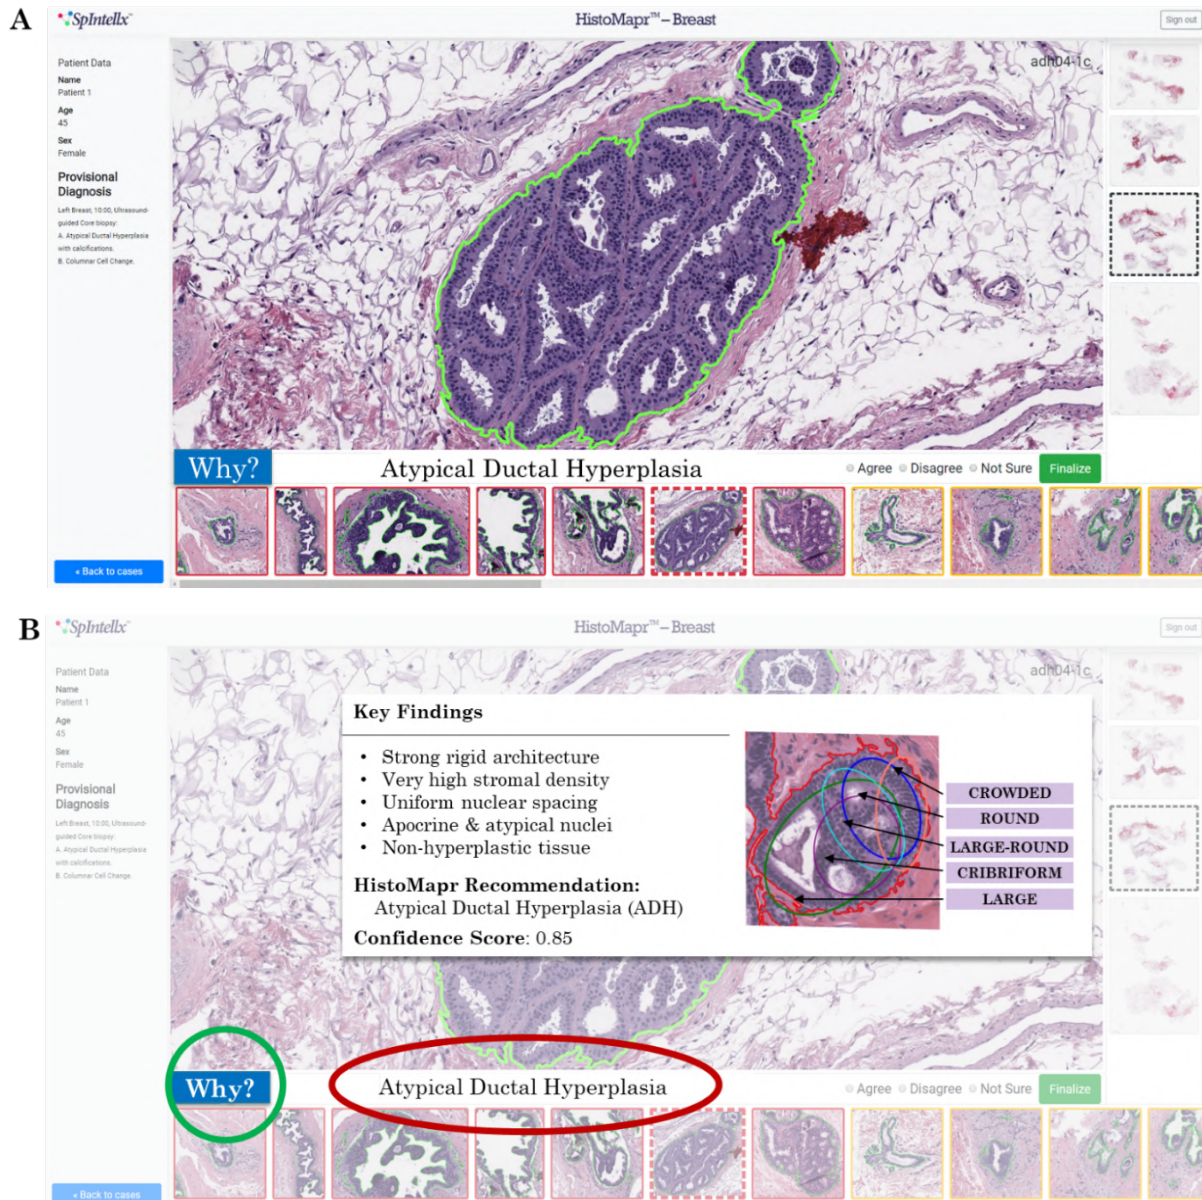 A
SpIntellx™
HistoMapr™ – Breast
Sign out
Patient Data
Name
Patient 1
Age
45
Sex
Female
Provisional
Diagnosis
Left Breast, 10:00, Ultrasound-
guided Core biopsy:
A. Atypical Ductal Hyperplasia
with calcifications.
B. Columnar Cell Change.
adh04-1c
Why?
Atypical Ductal Hyperplasia
Agree Disagree Not Sure
Finalize
« Back to cases
B
SpIntellx™
HistoMapr™ – Breast
Sign out
Patient Data
Name
Patient 1
Age
45
Sex
Female
Provisional
Diagnosis
Left Breast, 10:00, Ultrasound-
guided Core biopsy:
A. Atypical Ductal Hyperplasia
with calcifications.
B. Columnar Cell Change.
adh04-1c
Key Findings
• Strong rigid architecture
• Very high stromal density
• Uniform nuclear spacing
• Apocrine & atypical nuclei
• Non-hyperplastic tissue
HistoMapr Recommendation:
Atypical Ductal Hyperplasia (ADH)
Confidence Score: 0.85
CROWDED
ROUND
LARGE-ROUND
CRIBRIFORM
LARGE
Why?
Atypical Ductal Hyperplasia
Agree Disagree Not Sure
Finalize
« Back to cases